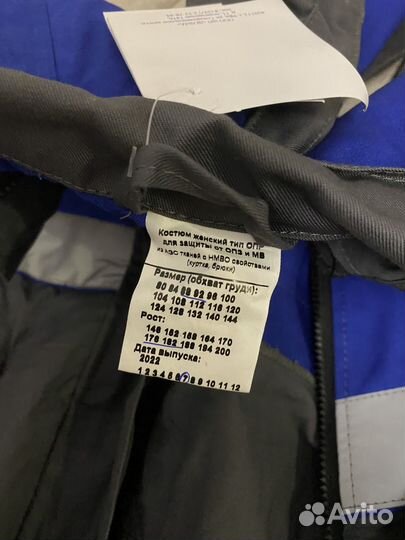 Костюм женский тип ОПР
для защиты от ОПЗ и МВ
из х/бО тканей с НМВО свойствами
(куртка, брюки)
Размер (обхват груди):
80 84 88 92 96 100
104 108 112 116 120
124 128 132 140 144
Рост:
146 152 158 164 170
176 182 188 194 200
Дата выпуска:
2022
1 2 3 4 5 6 7 8 9 10 11 12
Avito